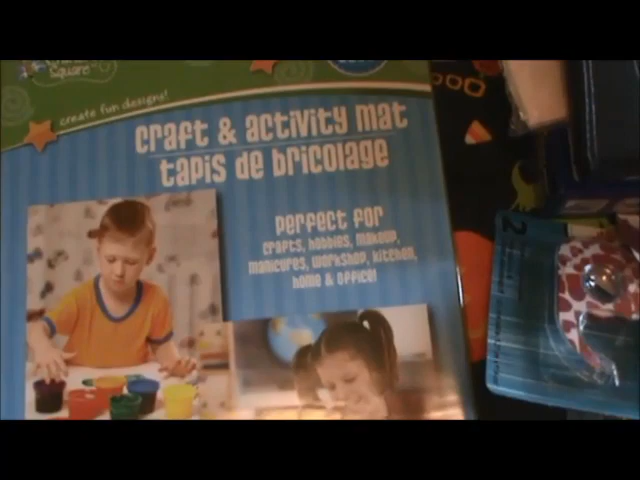 Square
create fun designs!
craft & activity mat
tapis de bricolage
perfect for
crafts, hobbies, makeup,
manicures, workshop, kitchen,
home & office!
2